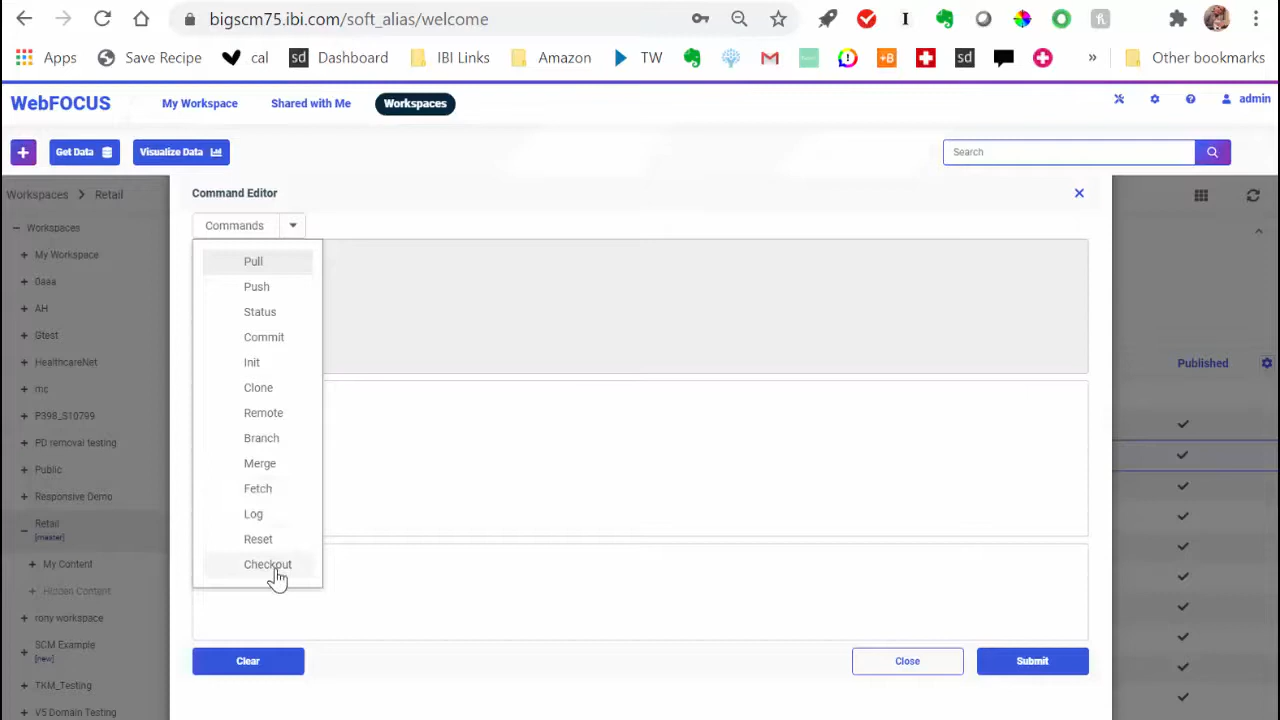 bigscm75.ibi.com/soft_alias/welcome
Apps Save Recipe cal sd Dashboard IBI Links Amazon TW +B sd » Other bookmarks
WebFOCUS My Workspace Shared with Me Workspaces admin
+ Get Data Visualize Data Search
Workspaces > Retail
Command Editor
Commands
Workspaces
My Workspace
0aaa
AH
Gtest
HealthcareNet
mc
P398_S10799
PD removal testing
Public
Responsive Demo
Retail
[master]
My Content
Hidden Content
rony workspace
SCM Example
[new]
TKM_Testing
V5 Domain Testing
Pull
Push
Status
Commit
Init
Clone
Remote
Branch
Merge
Fetch
Log
Reset
Checkout
Published
Clear Close Submit